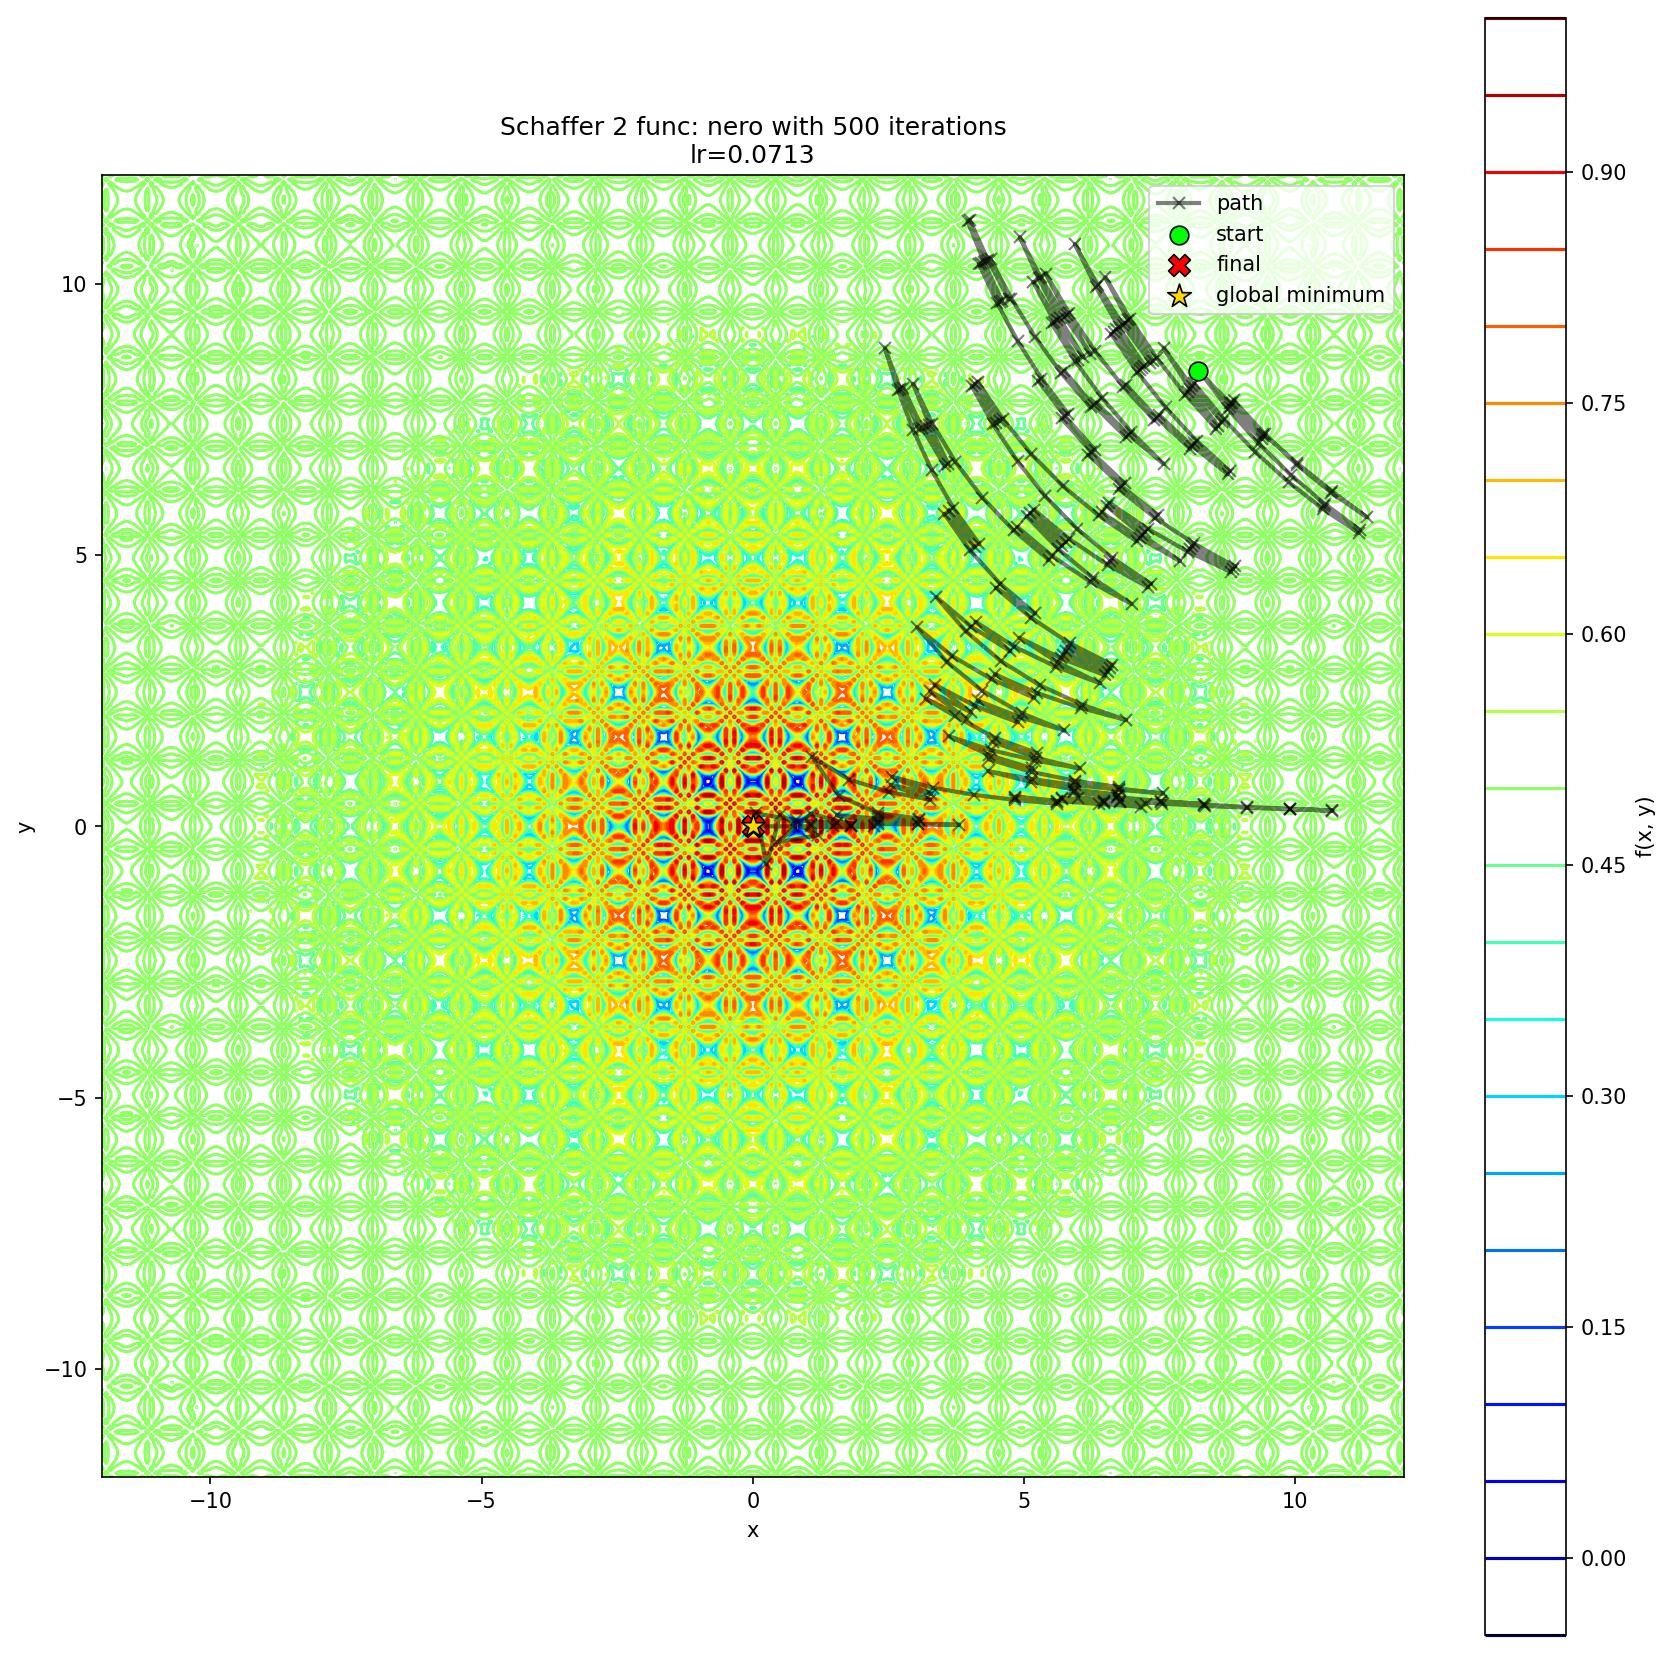 Schaffer 2 func: nero with 500 iterations
lr=0.0713
path
start
final
global minimum
10
5
0
−5
−10
y
−10
−5
0
5
10
x
0.90
0.75
0.60
0.45
0.30
0.15
0.00
f(x, y)